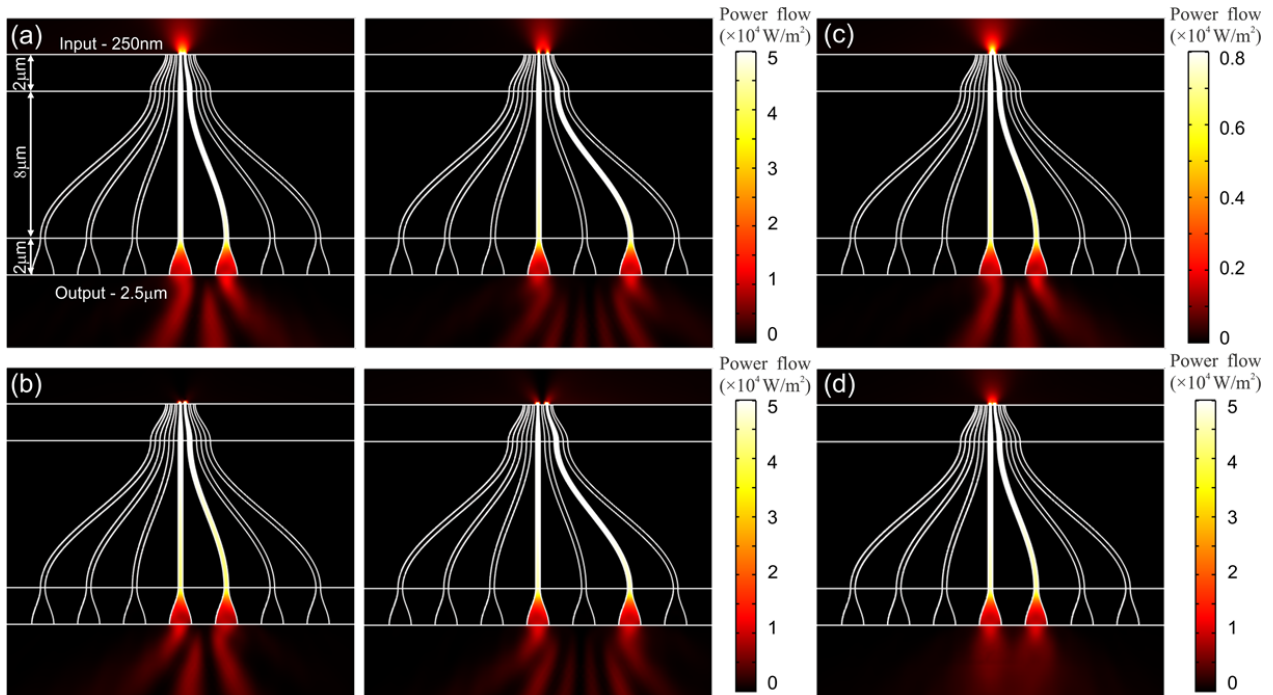 (a)
Input - 250nm
2μm
8μm
2μm
Output - 2.5μm
Power flow
(×10⁴ W/m²)
5
4
3
2
1
0
(c)
Power flow
(×10⁴ W/m²)
0.8
0.6
0.4
0.2
0
(b)
Power flow
(×10⁴ W/m²)
5
4
3
2
1
0
(d)
Power flow
(×10⁴ W/m²)
5
4
3
2
1
0